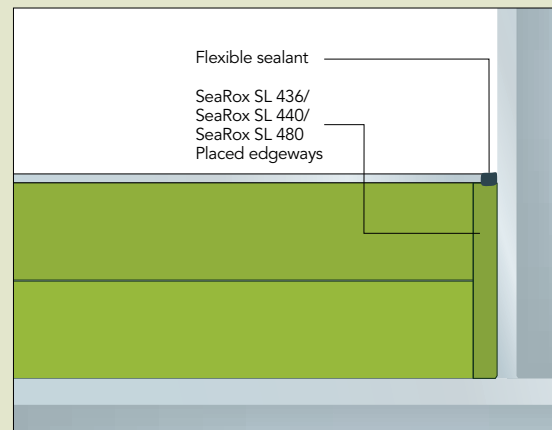 Flexible sealant
SeaRox SL 436/
SeaRox SL 440/
SeaRox SL 480
Placed edgeways